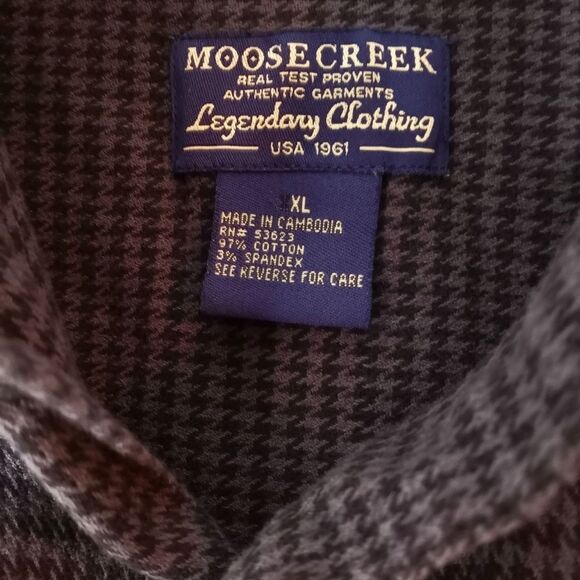 MOOSE CREEK
REAL TEST PROVEN
AUTHENTIC GARMENTS
Legendary Clothing
USA 1961
XL
MADE IN CAMBODIA
RN# 53623
97% COTTON
3% SPANDEX
SEE REVERSE FOR CARE